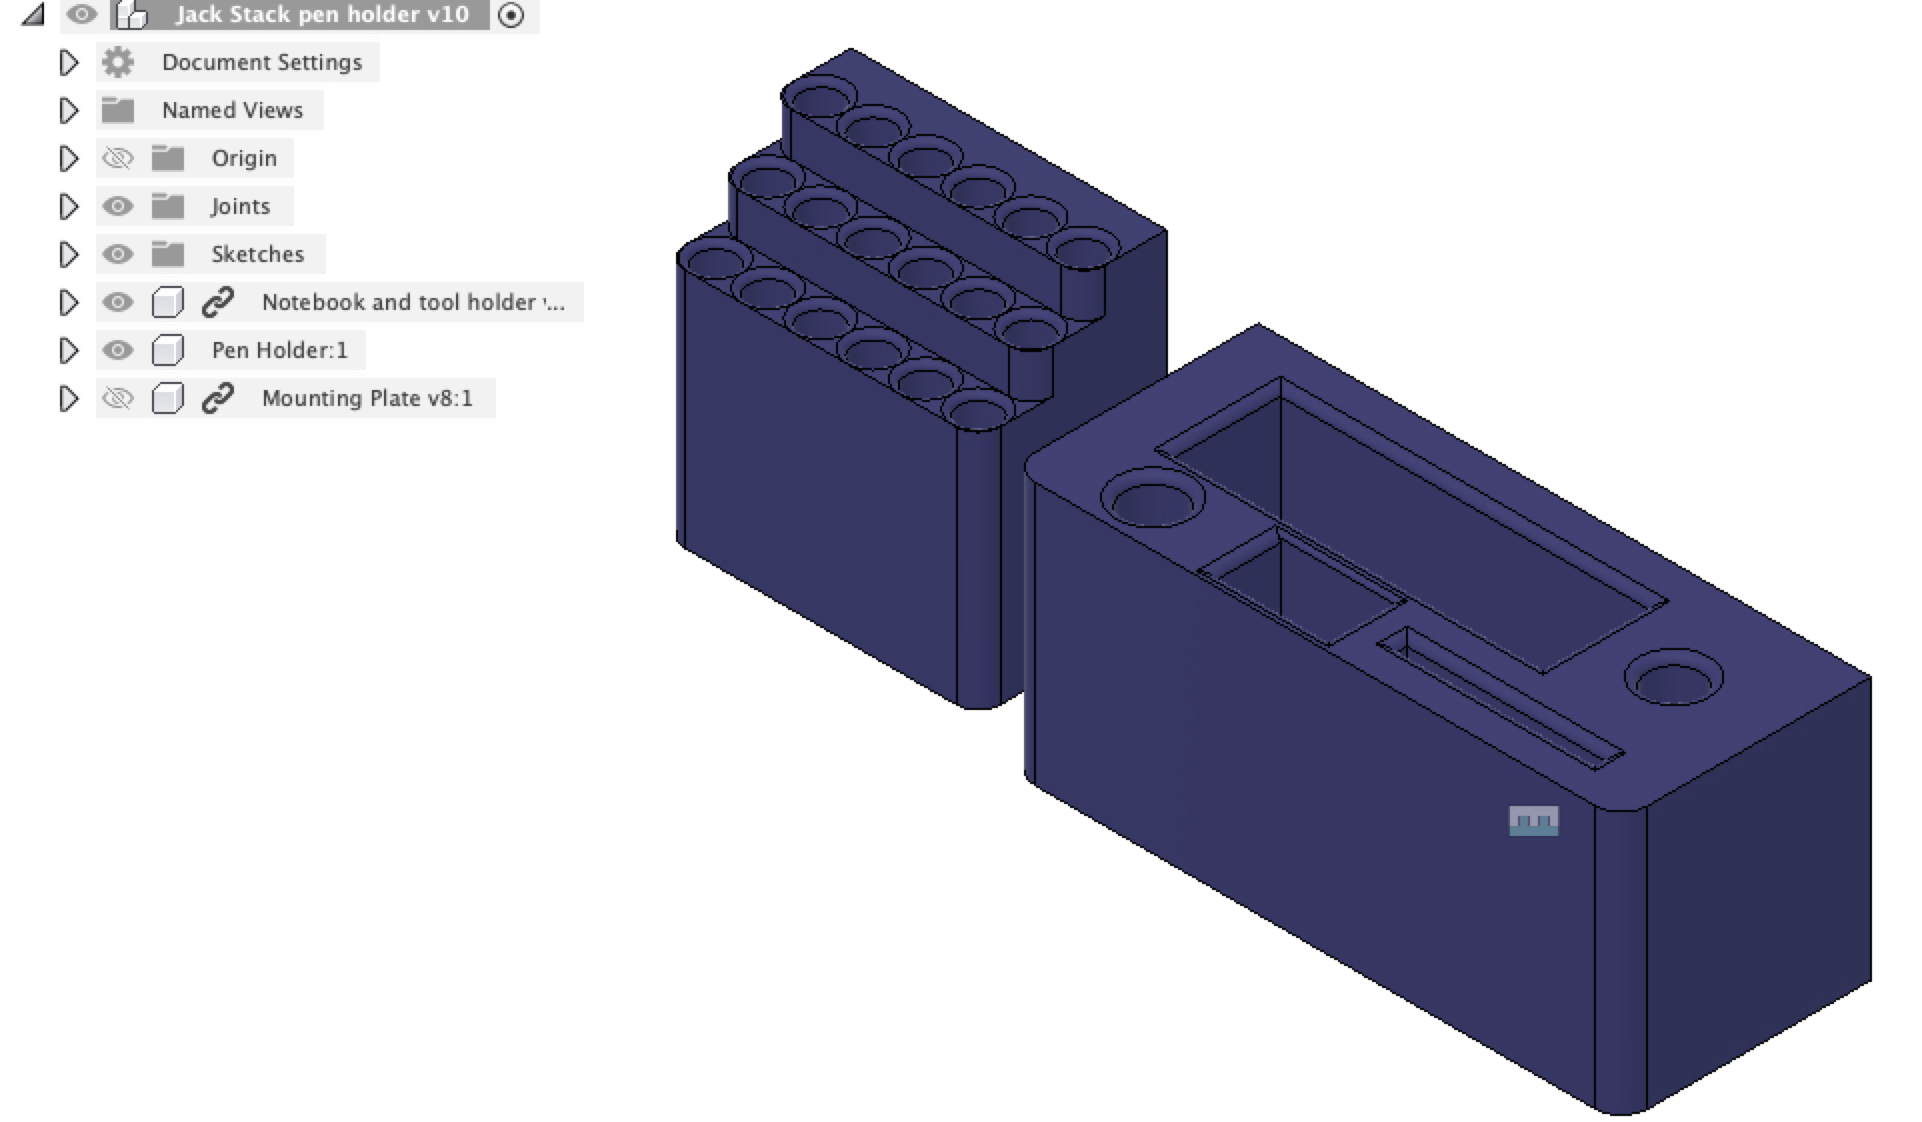 Jack Stack pen holder v10
Document Settings
Named Views
Origin
Joints
Sketches
Notebook and tool holder ...
Pen Holder:1
Mounting Plate v8:1